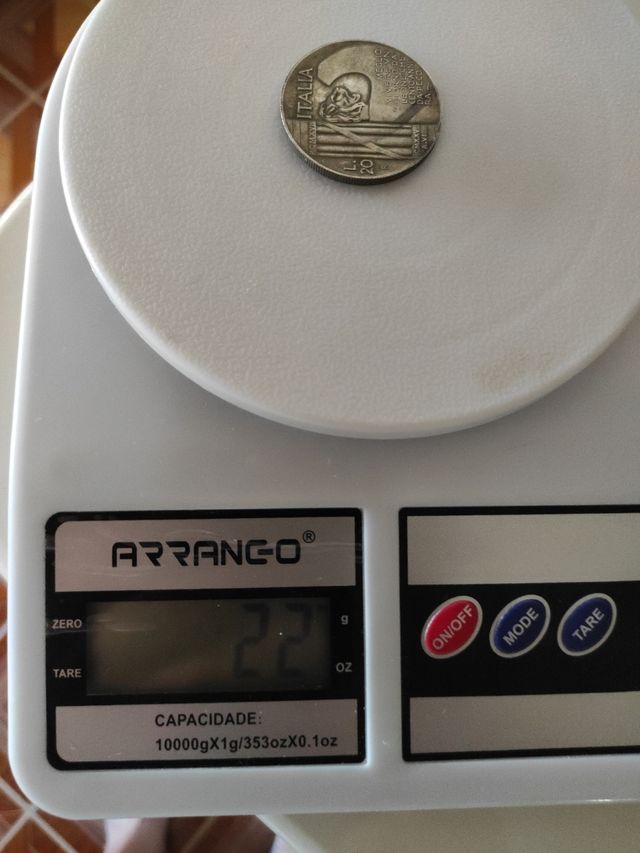 ITALIA
L.
20
ARRANGO®
ZERO
22
g
TARE
OZ
CAPACIDADE:
10000gX1g/353ozX0.1oz
ON/OFF
MODE
TARE